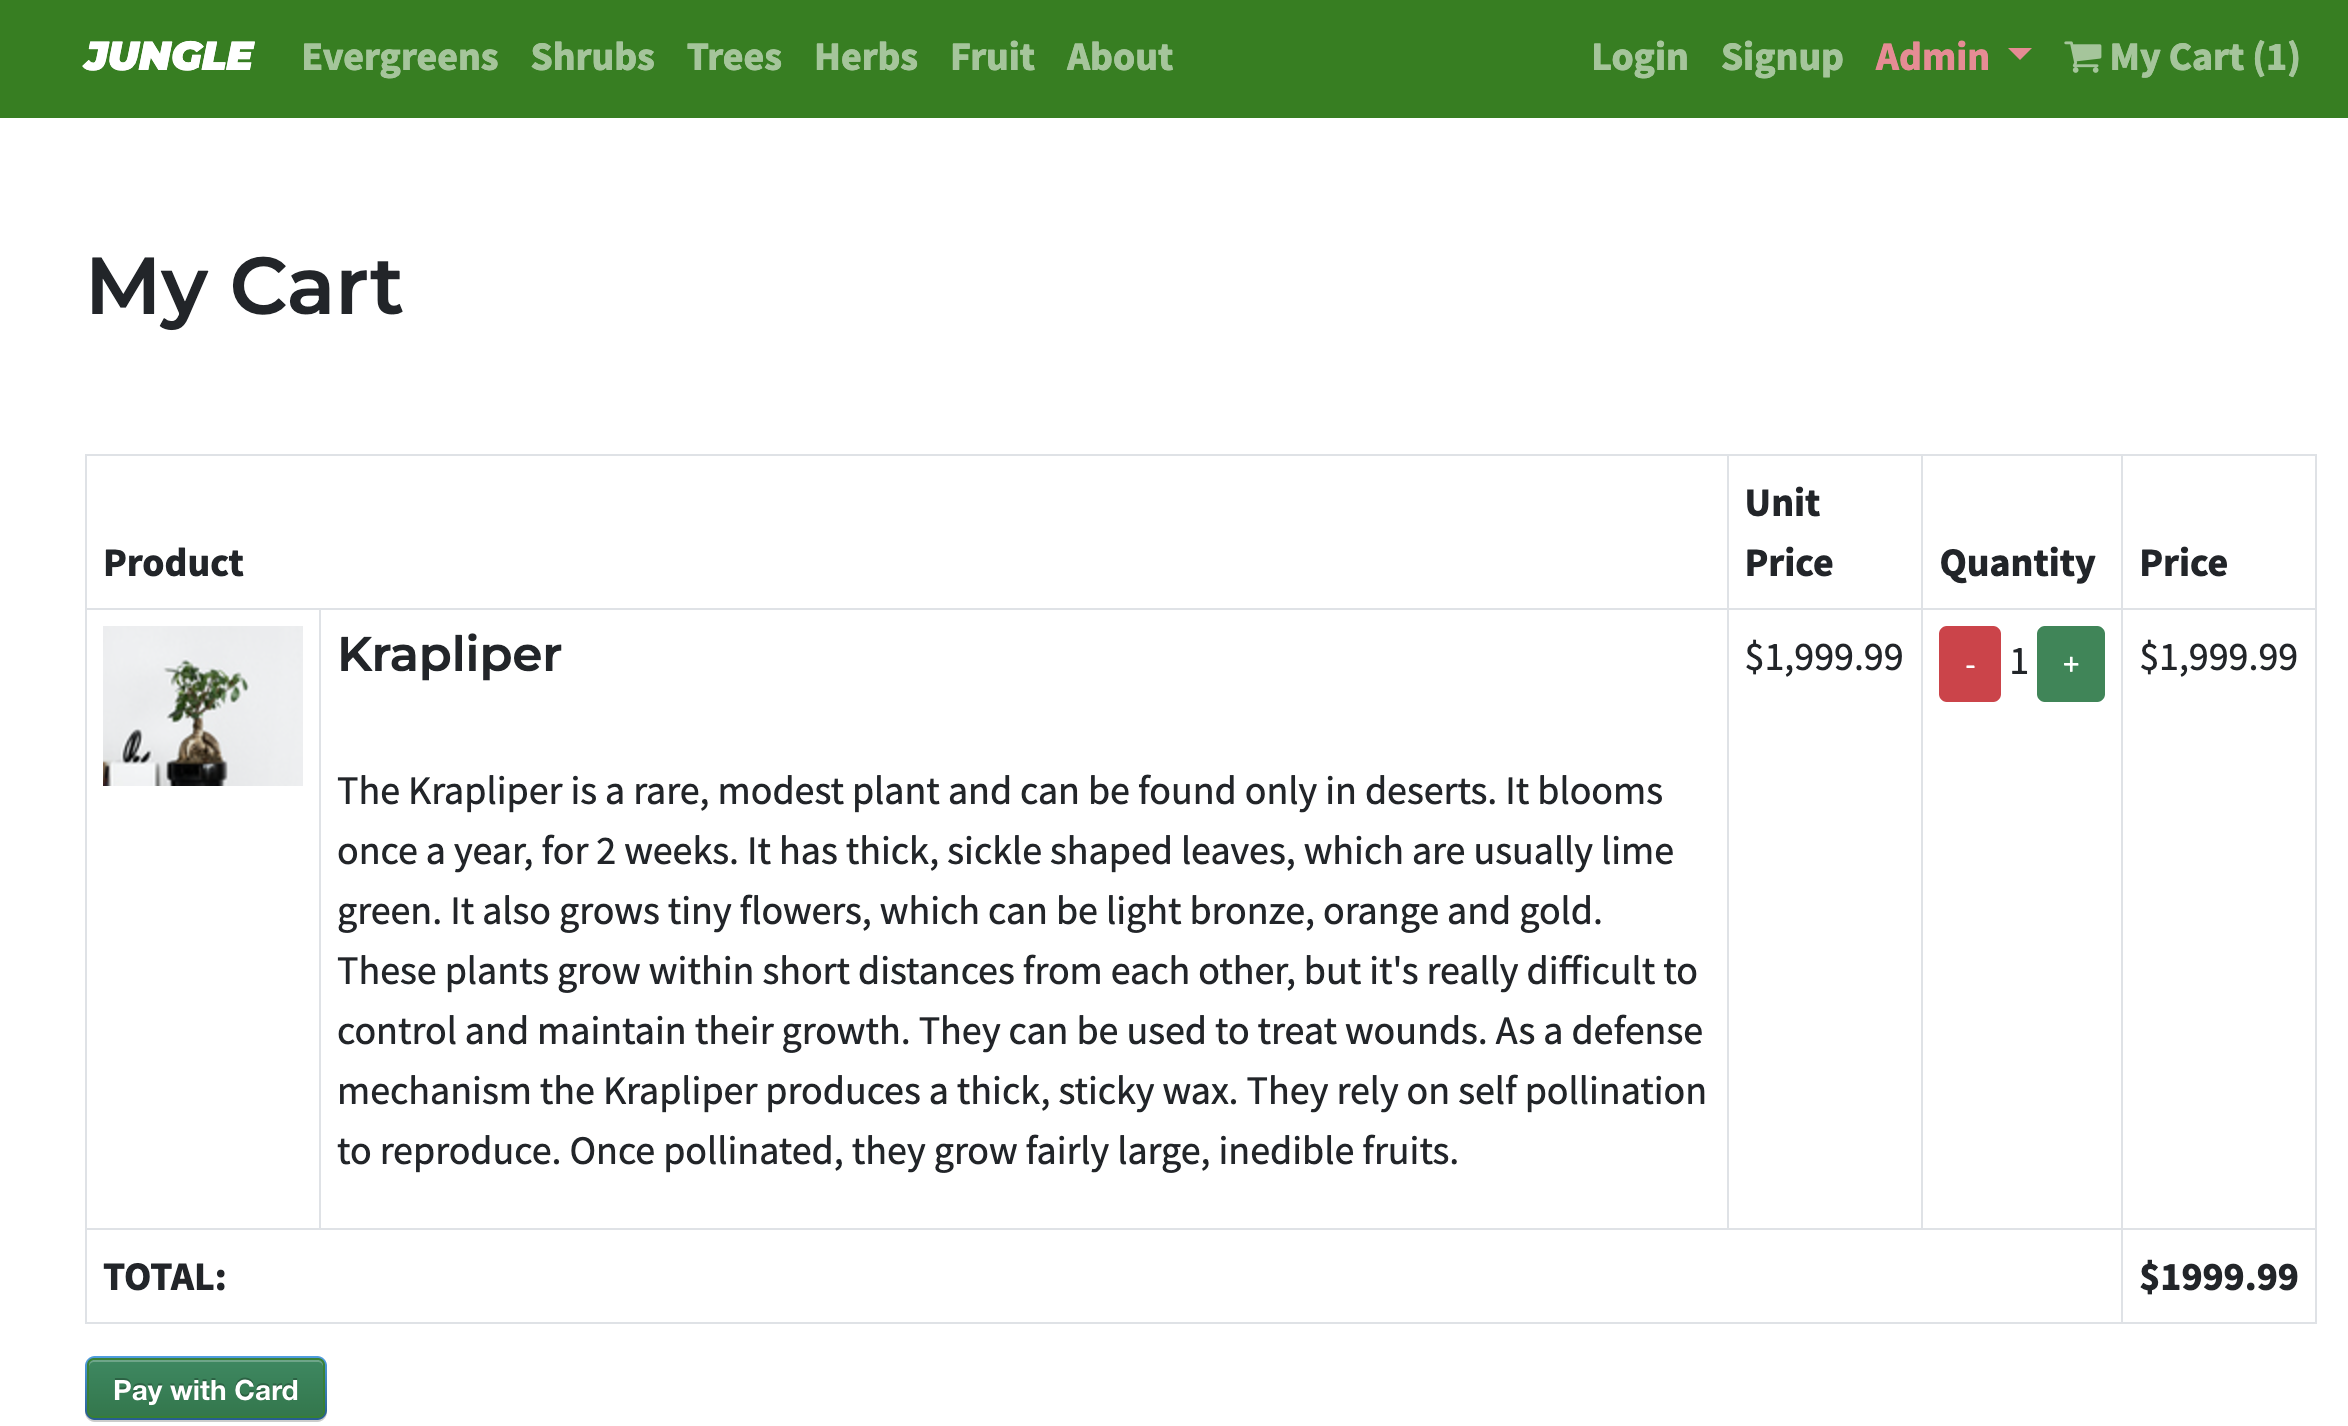 JUNGLE Evergreens Shrubs Trees Herbs Fruit About Login Signup Admin My Cart (1)
My Cart
Product Unit Price Quantity Price
Krapliper $1,999.99 - 1 + $1,999.99
The Krapliper is a rare, modest plant and can be found only in deserts. It blooms
once a year, for 2 weeks. It has thick, sickle shaped leaves, which are usually lime
green. It also grows tiny flowers, which can be light bronze, orange and gold.
These plants grow within short distances from each other, but it's really difficult to
control and maintain their growth. They can be used to treat wounds. As a defense
mechanism the Krapliper produces a thick, sticky wax. They rely on self pollination
to reproduce. Once pollinated, they grow fairly large, inedible fruits.
TOTAL: $1999.99
Pay with Card